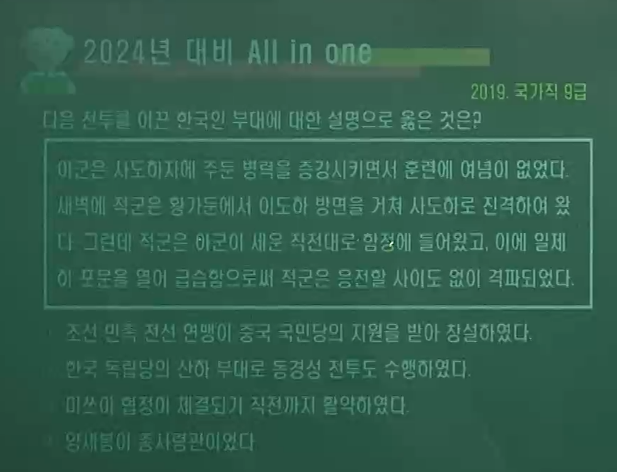 2024년 대비 All in one
2019. 국가직 9급
다음 전투를 이끈 한국인 부대에 대한 설명으로 옳은 것은?
아군은 사도하자에 주둔 병력을 증강시키면서 훈련에 여념이 없었다.
새벽에 적군은 황가둔에서 이도하 방면을 거쳐 사도하로 진격하여 왔
다. 그런데 적군은 아군이 세운 작전대로 함정에 들어왔고, 이에 일제
히 포문을 열어 급습함으로써 적군은 응전할 사이도 없이 격파되었다.
조선 민족 전선 연맹이 중국 국민당의 지원을 받아 창설하였다.
한국 독립당의 산하 부대로 동경성 전투도 수행하였다.
미쓰야 협정이 체결되기 직전까지 활약하였다.
양세봉이 총사령관이었다